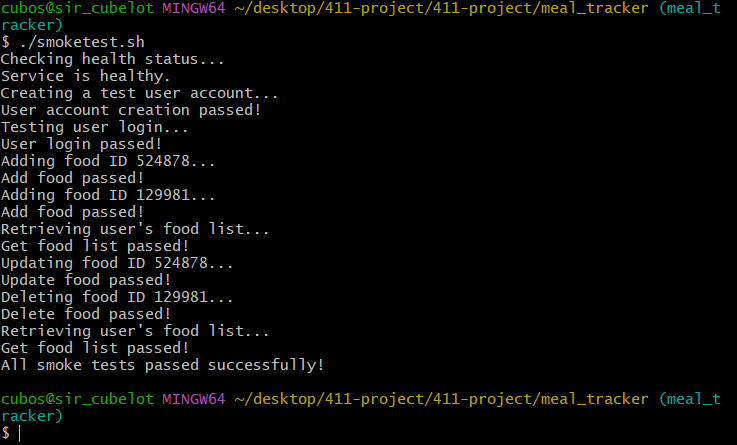 cubos@sir_cubelot MINGW64 ~/desktop/411-project/411-project/meal_tracker (meal_t
racker)
$ ./smoketest.sh
Checking health status...
Service is healthy.
Creating a test user account...
User account creation passed!
Testing user login...
User login passed!
Adding food ID 524878...
Add food passed!
Adding food ID 129981...
Add food passed!
Retrieving user's food list...
Get food list passed!
Updating food ID 524878...
Update food passed!
Deleting food ID 129981...
Delete food passed!
Retrieving user's food list...
Get food list passed!
All smoke tests passed successfully!
cubos@sir_cubelot MINGW64 ~/desktop/411-project/411-project/meal_tracker (meal_t
racker)
$